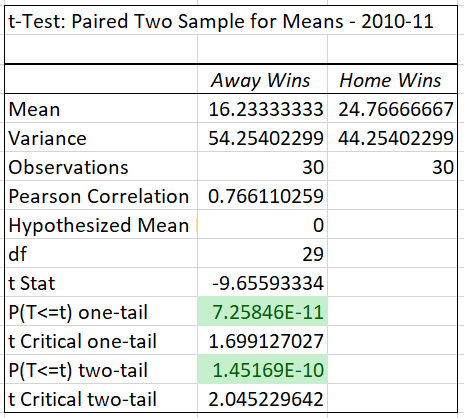 t-Test: Paired Two Sample for Means - 2010-11
Away Wins Home Wins
Mean 16.23333333 24.76666667
Variance 54.25402299 44.25402299
Observations 30 30
Pearson Correlation 0.766110259
Hypothesized Mean 0
df 29
t Stat -9.65593334
P(T<=t) one-tail 7.25846E-11
t Critical one-tail 1.699127027
P(T<=t) two-tail 1.45169E-10
t Critical two-tail 2.045229642